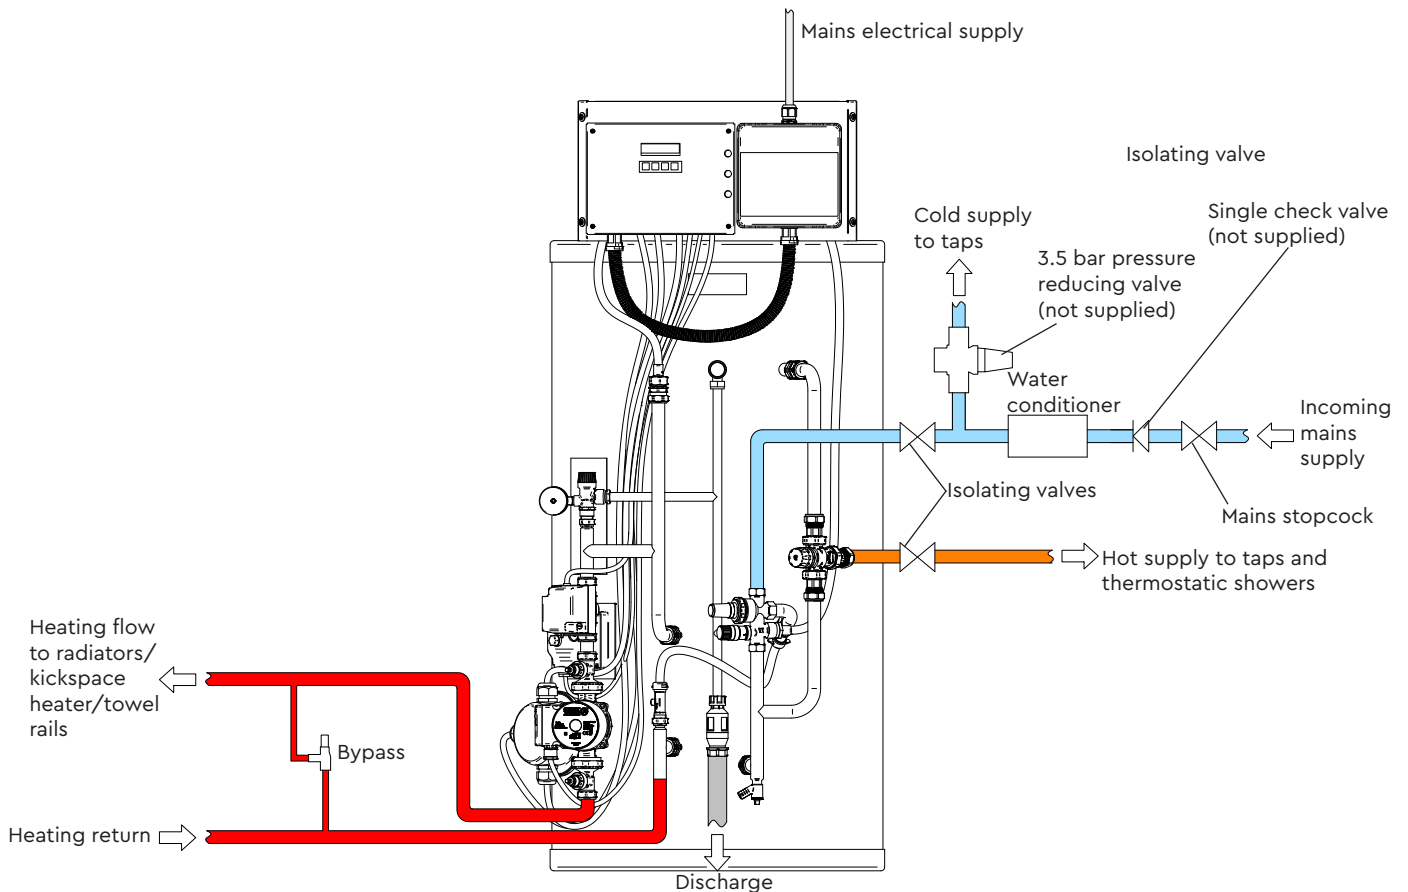 Mains electrical supply
Isolating valve
Cold supply
to taps
Single check valve
(not supplied)
3.5 bar pressure
reducing valve
(not supplied)
Water
conditioner
Incoming
mains
supply
Isolating valves
Mains stopcock
Hot supply to taps and
thermostatic showers
Heating flow
to radiators/
kickspace
heater/towel
rails
Bypass
Heating return
Discharge